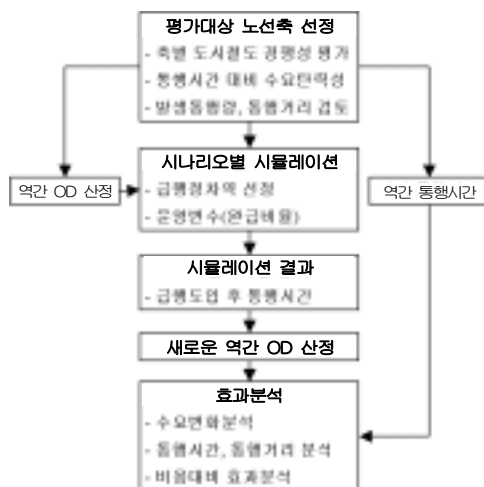 평가대상 노선축 선정
- 축별 도시철도 경쟁성 평가
- 통행시간 대비 수요탄력성
- 발생통행량, 통행거리 검토
시나리오별 시뮬레이션
- 급행정차역 선정
- 운영변수(완급비율)
역간 OD 산정
역간 통행시간
시뮬레이션 결과
- 급행도입 후 통행시간
새로운 역간 OD 산정
효과분석
- 수요변화분석
- 통행시간, 통행거리 분석
- 비용대비 효과분석